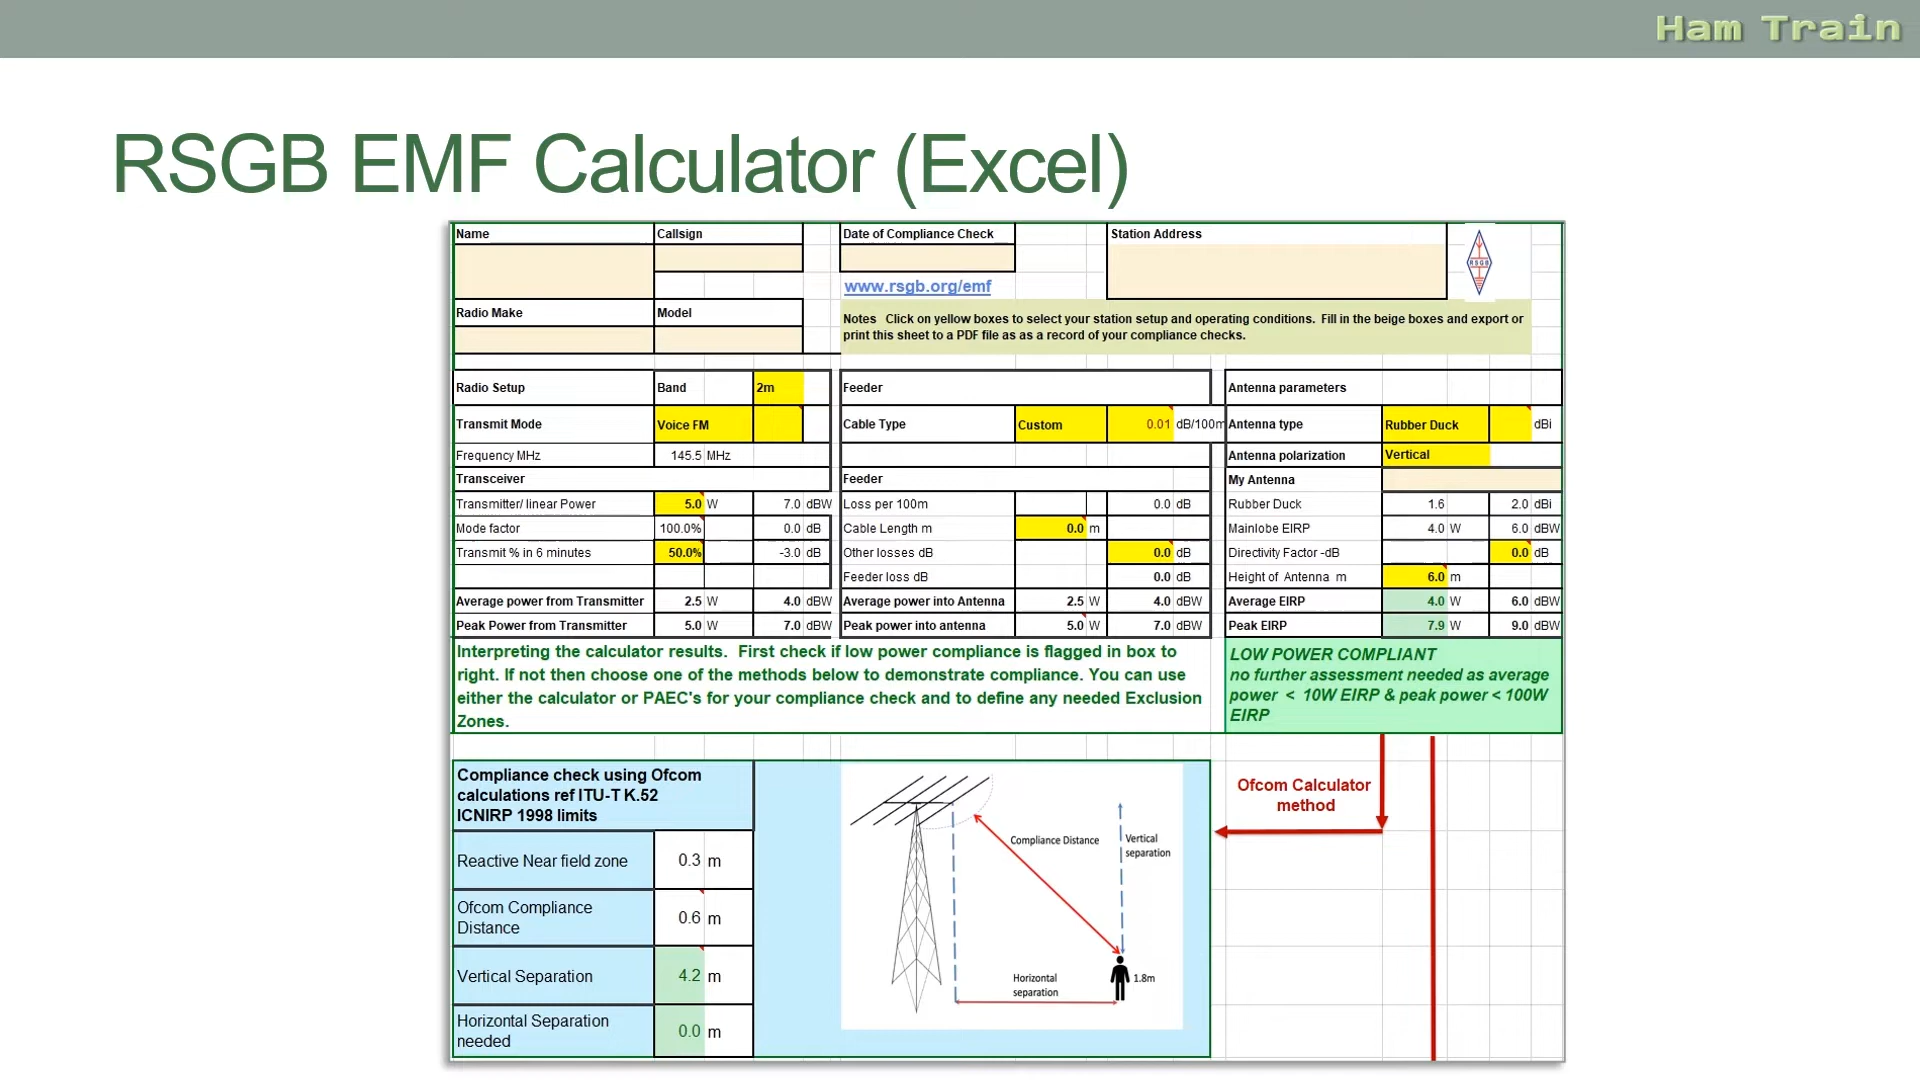 Ham Train
RSGB EMF Calculator (Excel)
Name Callsign Date of Compliance Check Station Address
RSGB
www.rsgb.org/emf
Radio Make Model
Notes Click on yellow boxes to select your station setup and operating conditions. Fill in the beige boxes and export or
print this sheet to a PDF file as as a record of your compliance checks.
Radio Setup Band 2m Feeder Antenna parameters
Transmit Mode Voice FM Cable Type Custom 0.01 dB/100m Antenna type Rubber Duck dBi
Frequency MHz 145.5 MHz Antenna polarization Vertical
Transceiver Feeder My Antenna
Transmitter/ linear Power 5.0 W 7.0 dBW Loss per 100m 0.0 dB Rubber Duck 1.6 2.0 dBi
Mode factor 100.0% 0.0 dB Cable Length m 0.0 m Mainlobe EIRP 4.0 W 6.0 dBW
Transmit % in 6 minutes 50.0% -3.0 dB Other losses dB 0.0 dB Directivity Factor -dB 0.0 dB
Feeder loss dB 0.0 dB Height of Antenna m 6.0 m
Average power from Transmitter 2.5 W 4.0 dBW Average power into Antenna 2.5 W 4.0 dBW Average EIRP 4.0 W 6.0 dBW
Peak Power from Transmitter 5.0 W 7.0 dBW Peak power into antenna 5.0 W 7.0 dBW Peak EIRP 7.9 W 9.0 dBW
Interpreting the calculator results. First check if low power compliance is flagged in box to
right. If not then choose one of the methods below to demonstrate compliance. You can use
either the calculator or PAEC's for your compliance check and to define any needed Exclusion
Zones.
LOW POWER COMPLIANT
no further assessment needed as average
power < 10W EIRP & peak power < 100W
EIRP
Compliance check using Ofcom
calculations ref ITU-T K.52
ICNIRP 1998 limits
Reactive Near field zone 0.3 m
Ofcom Compliance
Distance 0.6 m
Vertical Separation 4.2 m
Horizontal Separation
needed 0.0 m
Compliance Distance
Vertical
separation
Horizontal
separation
1.8m
Ofcom Calculator
method